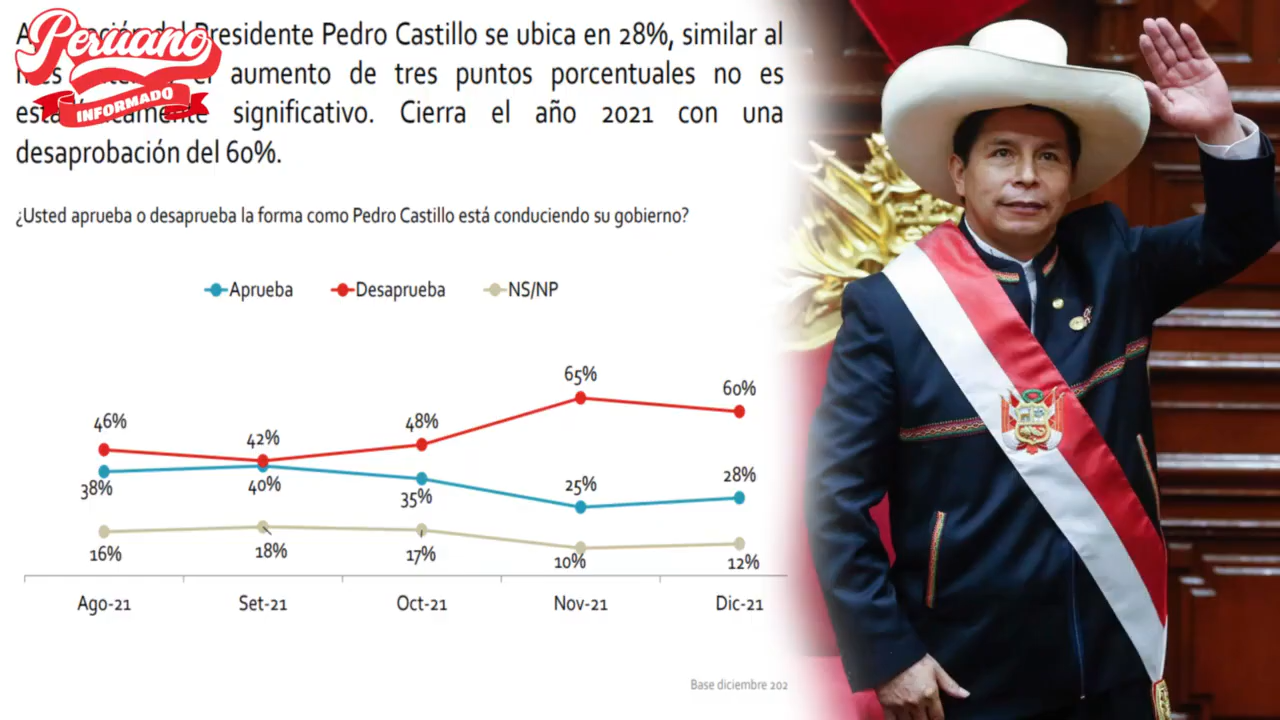 Peruano
INFORMADO
Presidente Pedro Castillo se ubica en 28%, similar al
aumento de tres puntos porcentuales no es
significativo. Cierra el año 2021 con una
desaprobación del 60%.
¿Usted aprueba o desaprueba la forma como Pedro Castillo está conduciendo su gobierno?
Aprueba Desaprueba NS/NP
65%
60%
46% 42% 48%
38% 40% 35% 25% 28%
16% 18% 17% 10% 12%
Ago-21 Set-21 Oct-21 Nov-21 Dic-21
Base diciembre 202